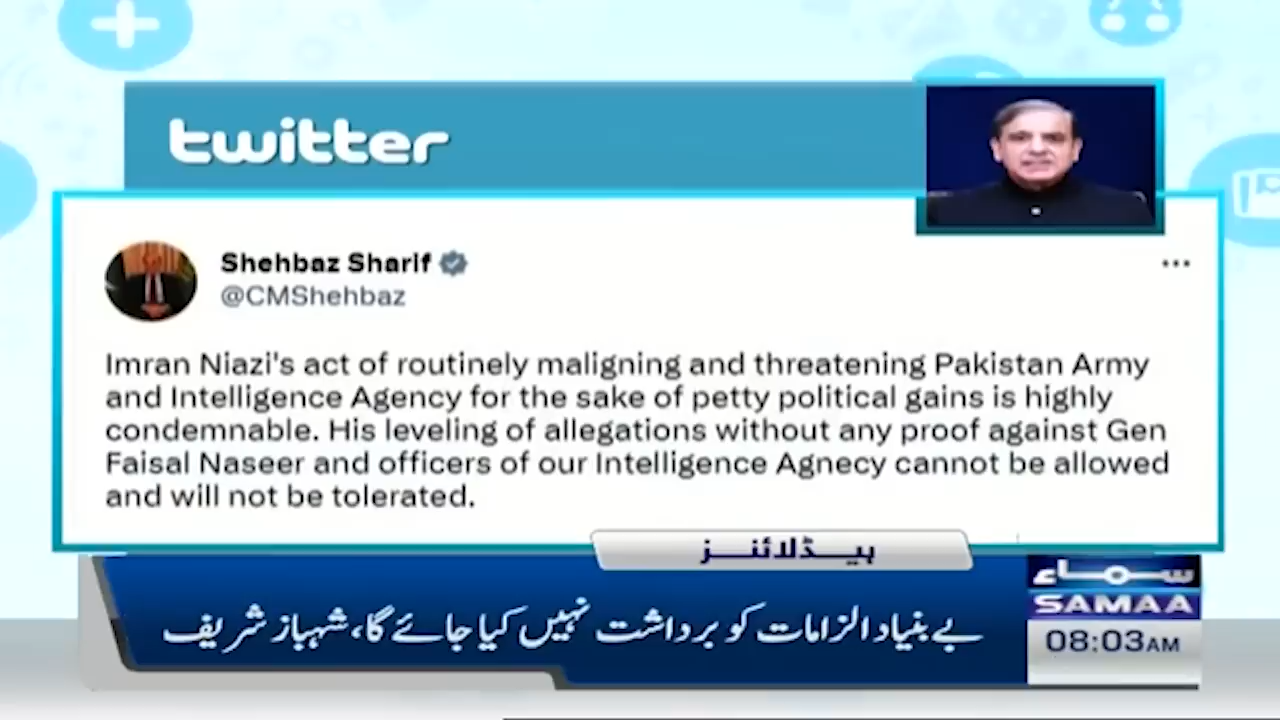 twitter
Shehbaz Sharif
@CMShehbaz
Imran Niazi's act of routinely maligning and threatening Pakistan Army
and Intelligence Agency for the sake of petty political gains is highly
condemnable. His leveling of allegations without any proof against Gen
Faisal Naseer and officers of our Intelligence Agnecy cannot be allowed
and will not be tolerated.
ہیڈلائنز
بے بنیاد الزامات کو برداشت نہیں کیا جائے گا، شہباز شریف
سماء
SAMAA
08:03AM